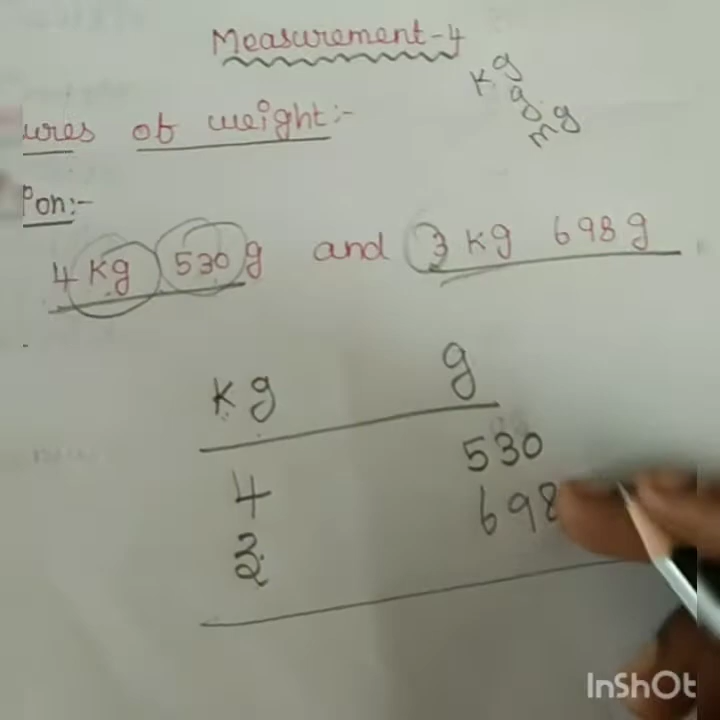 Measurement-4
kg
g
mg
ures of weight:-
Pon:-
4 kg 530 g and 3 kg 698 g
kg g
4 530
3 698
InShOt